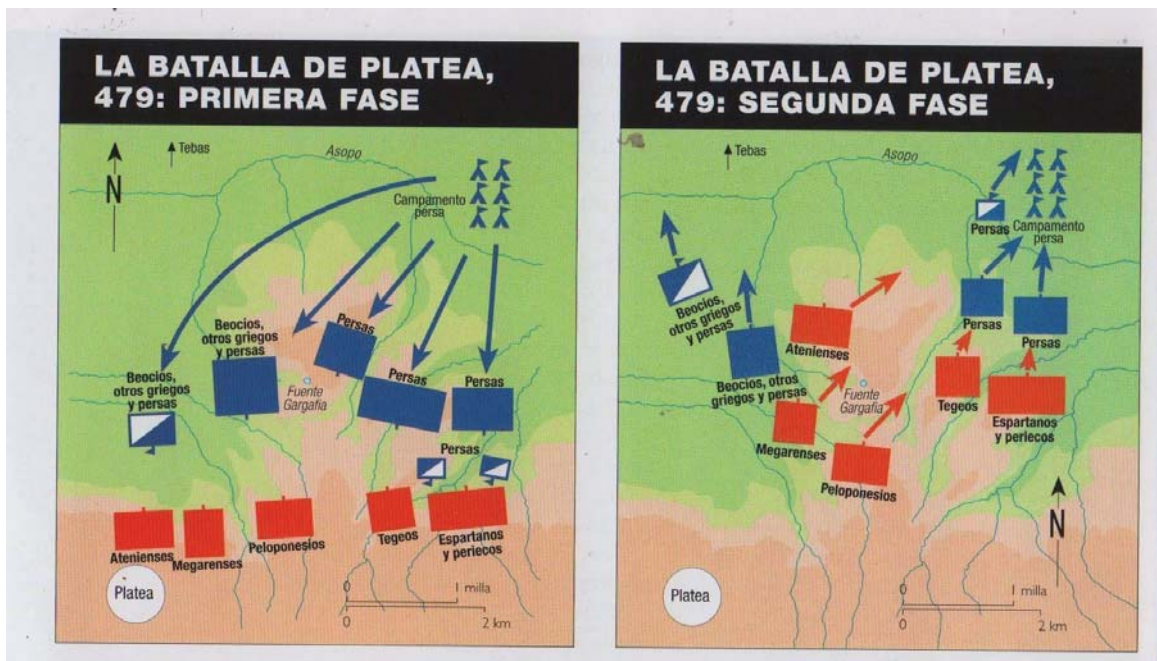 LA BATALLA DE PLATEA,
479: PRIMERA FASE
Tebas
Asopo
N
Campamento
persa
Beocios,
otros griegos
y persas
Persas
Beocios,
otros griegos
y persas
Persas
Persas
Fuente
Gargafia
Persas
Atenienses
Megarenses
Peloponesios
Tegeos
Espartanos
y periecos
Platea
0
1 milla
0
2 km
LA BATALLA DE PLATEA,
479: SEGUNDA FASE
Tebas
Asopo
Persas
Campamento
persa
Beocios,
otros griegos
y persas
Persas
Persas
Atenienses
Beocios, otros
griegos y persas
Fuente
Gargafia
Tegeos
Megarenses
Espartanos
y periecos
Peloponesios
N
Platea
0
1 milla
0
2 km